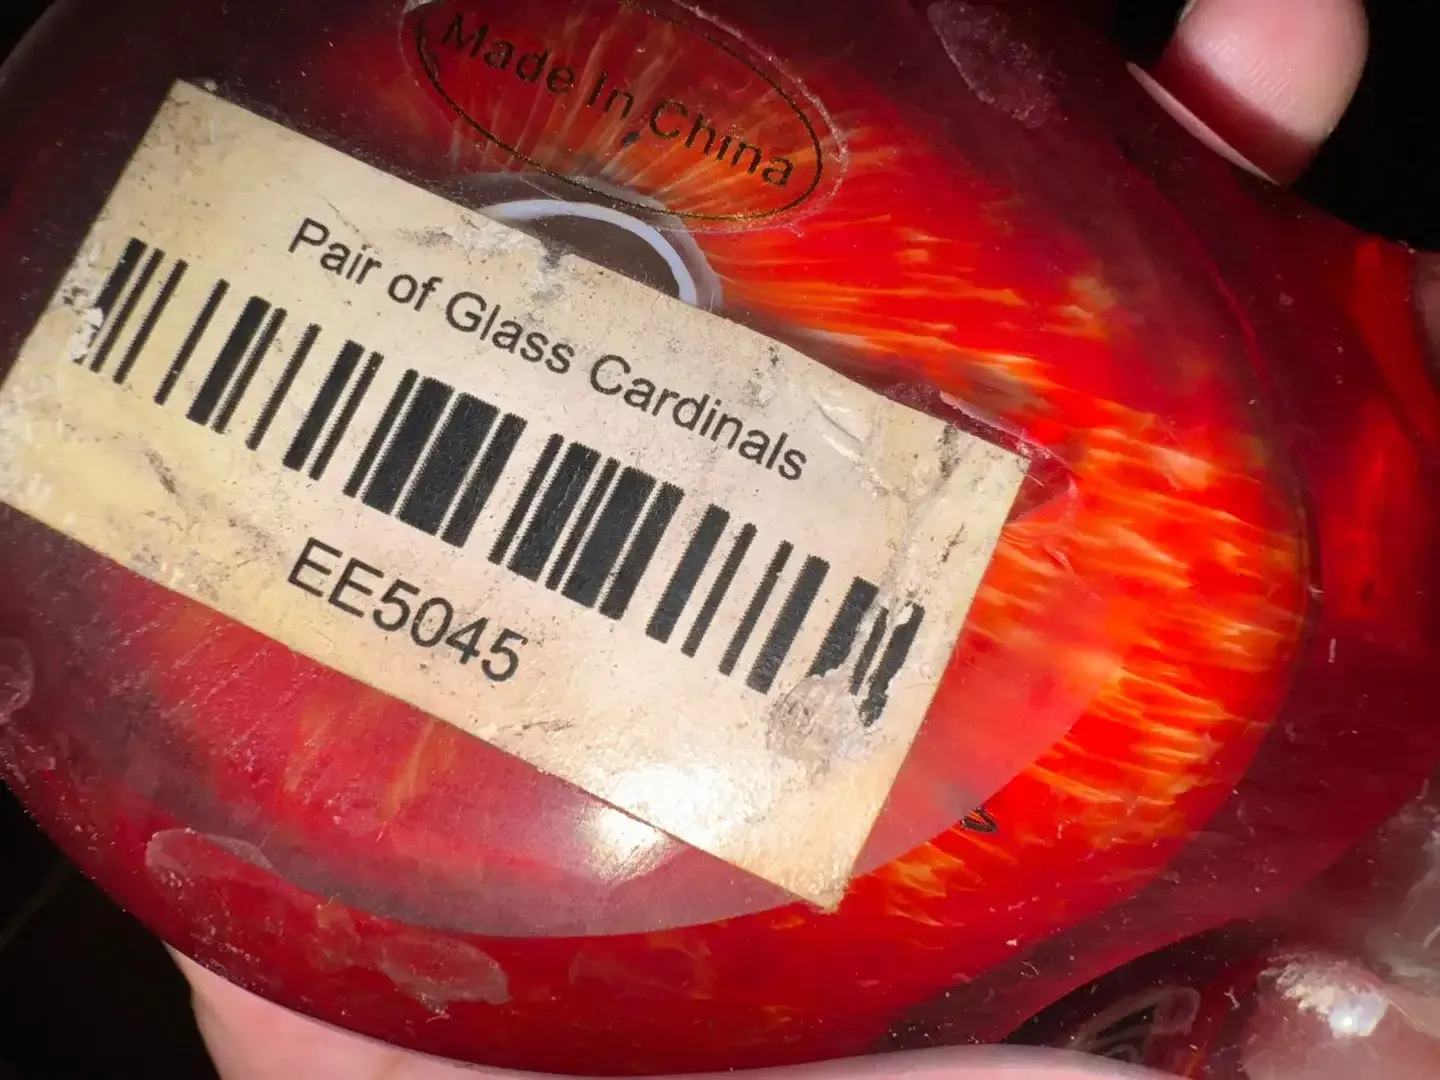 Made In China
Pair of Glass Cardinals
EE5045